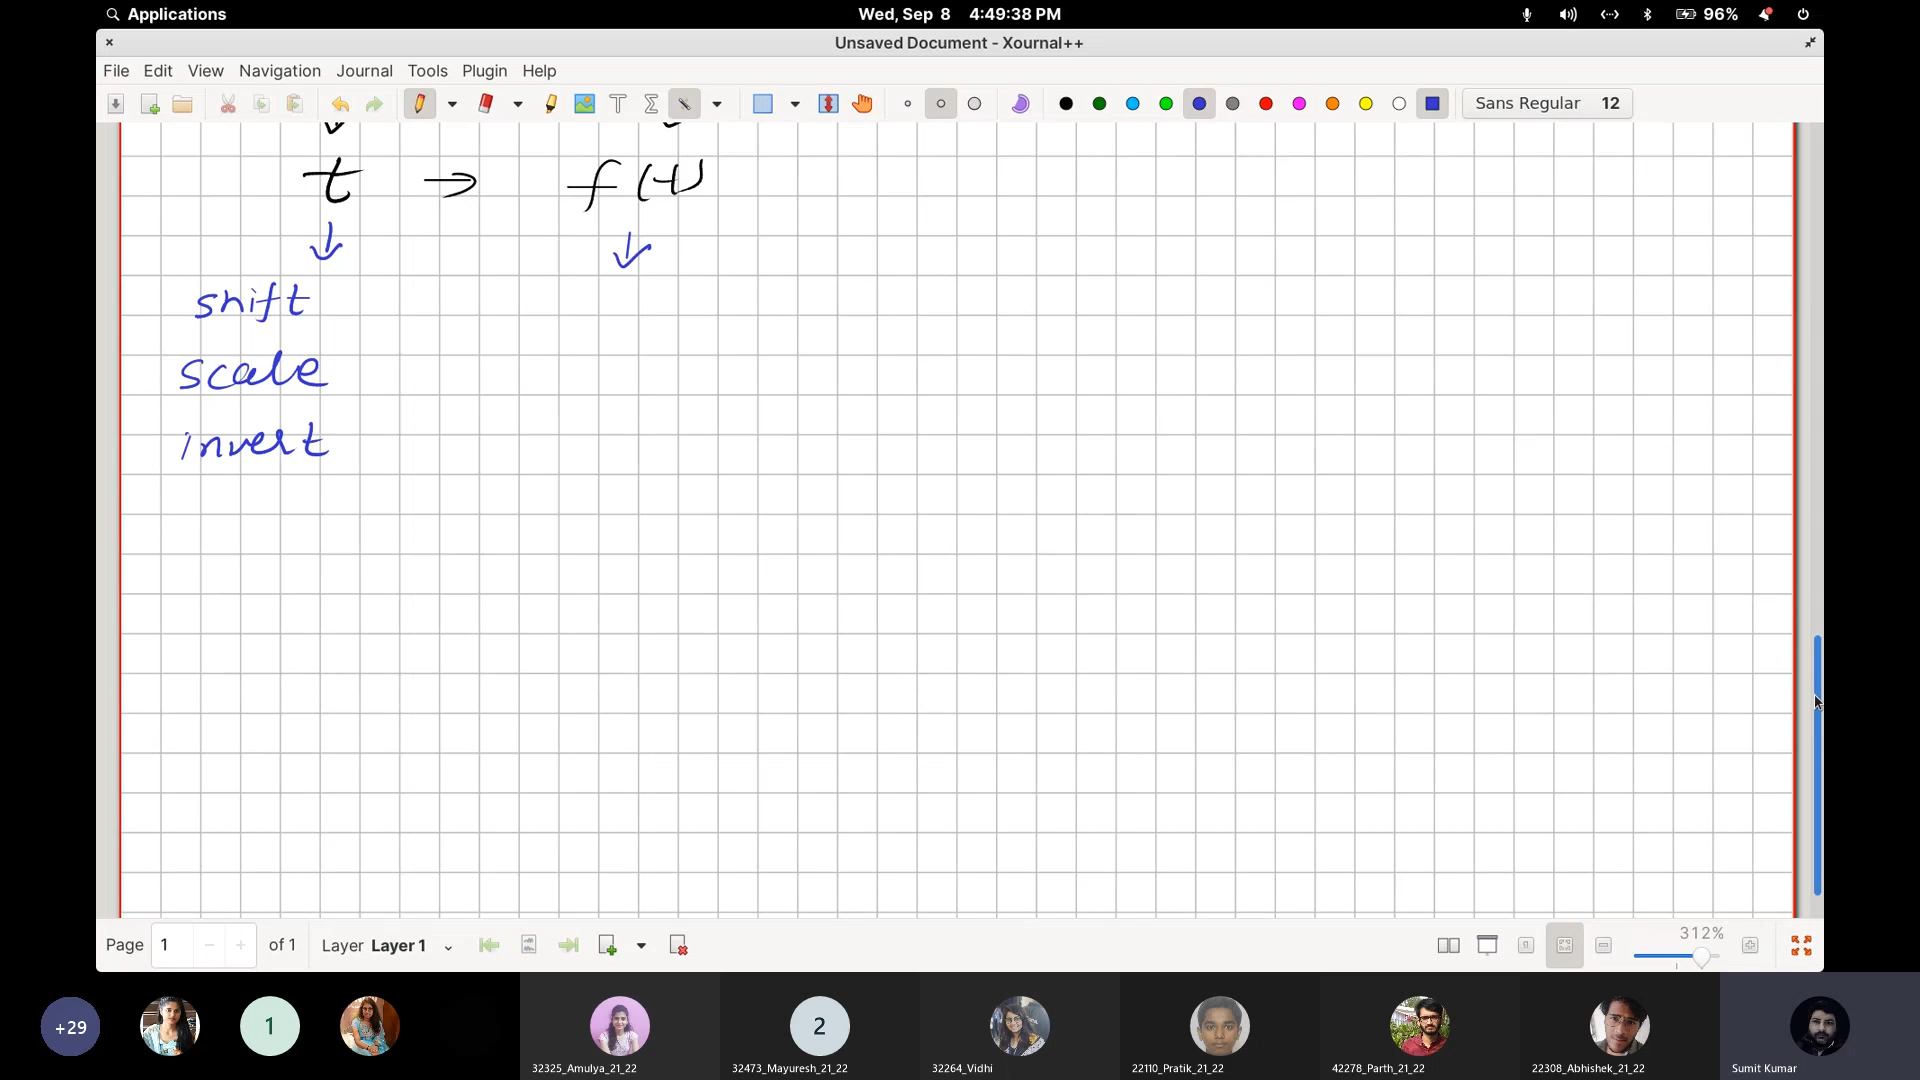 Applications
Wed, Sep 8 4:49:38 PM
96%
Unsaved Document - Xournal++
File Edit View Navigation Journal Tools Plugin Help
Sans Regular 12
t → f(t)
↓ ↓
shift
scale
invert
Page 1 of 1 Layer Layer 1
312%
+29
1
2
32325_Amulya_21_22
32473_Mayuresh_21_22
32264_Vidhi
22110_Pratik_21_22
42278_Parth_21_22
22308_Abhishek_21_22
Sumit Kumar